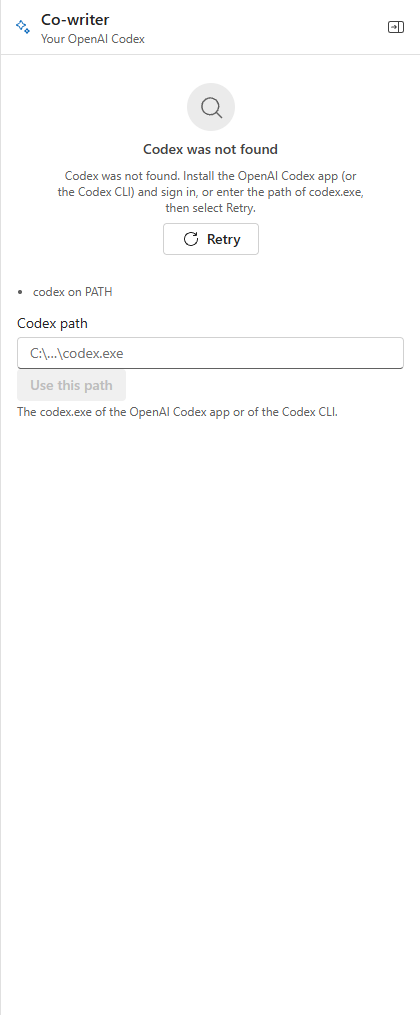 Co-writer
Your OpenAI Codex
Codex was not found
Codex was not found. Install the OpenAI Codex app (or
the Codex CLI) and sign in, or enter the path of codex.exe,
then select Retry.
Retry
• codex on PATH
Codex path
C:\...\codex.exe
Use this path
The codex.exe of the OpenAI Codex app or of the Codex CLI.